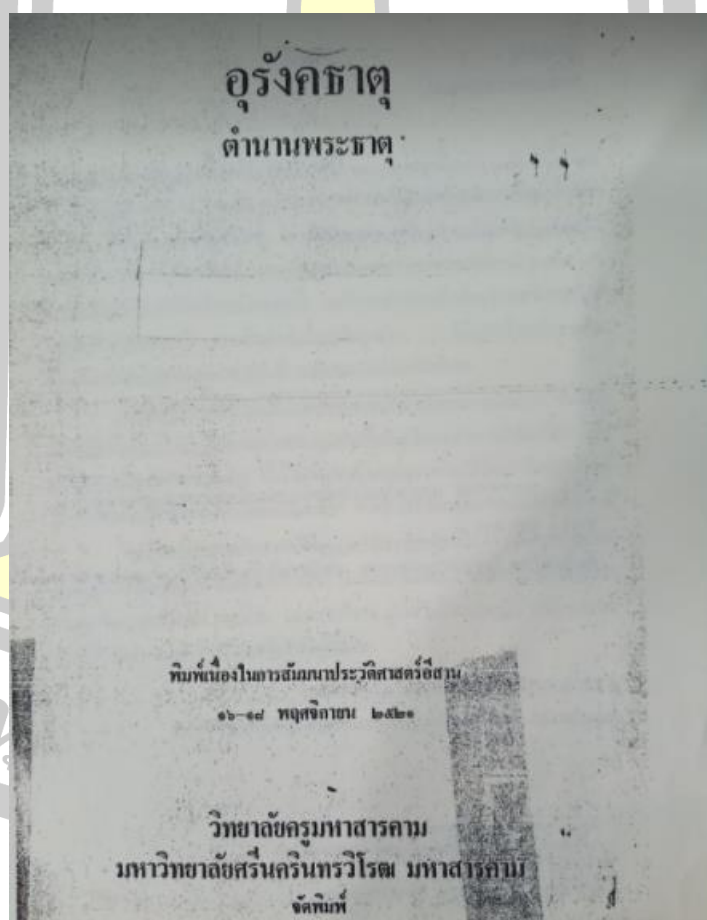 อุรังคธาตุ
ตำนานพระธาตุ
พิมพ์เนื่องในการสัมมนาประวัติศาสตร์อีสาน
๑๖-๑๘ พฤศจิกายน ๒๕๒๑
วิทยาลัยครูมหาสารคาม
มหาวิทยาลัยศรีนครินทรวิโรฒ มหาสารคาม
จัดพิมพ์